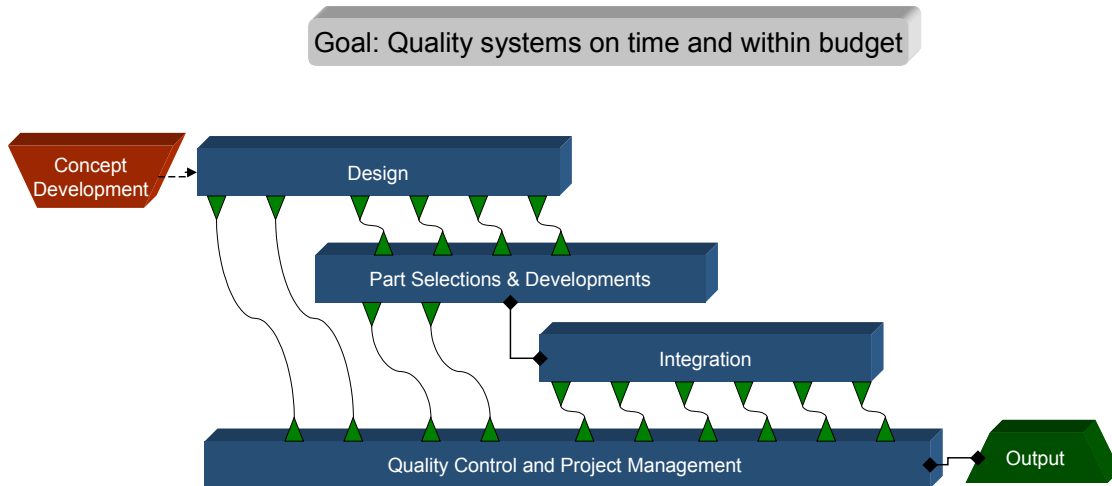 Goal: Quality systems on time and within budget
Concept
Development
Design
Part Selections & Developments
Integration
Quality Control and Project Management
Output